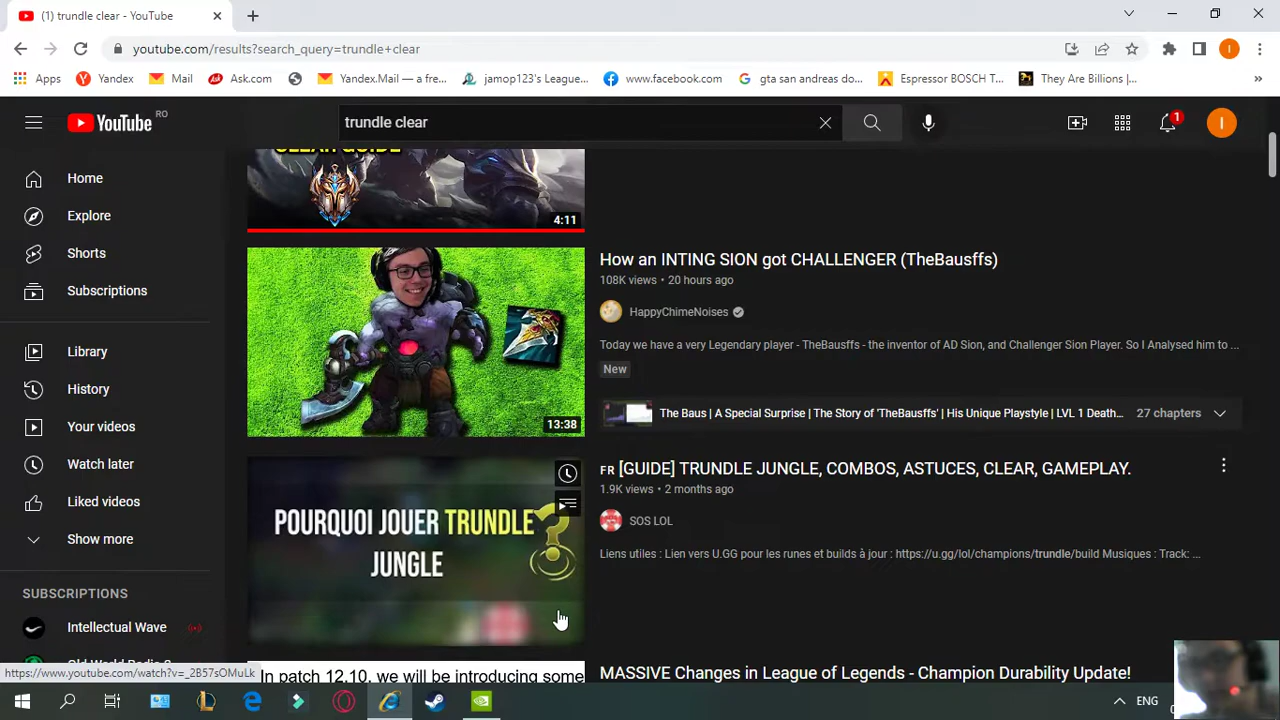 (1) trundle clear - YouTube
youtube.com/results?search_query=trundle+clear
Apps Yandex Mail Ask.com Yandex.Mail — a fre... jamop123's League... www.facebook.com gta san andreas do... Espressor BOSCH T... They Are Billions |... »
YouTube RO
trundle clear
1
I
Home
Explore
Shorts
Subscriptions
Library
History
Your videos
Watch later
Liked videos
Show more
SUBSCRIPTIONS
Intellectual Wave
CLEAR GUIDE
4:11
13:38
How an INTING SION got CHALLENGER (TheBausffs)
108K views • 20 hours ago
HappyChimeNoises
Today we have a very Legendary player - TheBausffs - the inventor of AD Sion, and Challenger Sion Player. So I Analysed him to ...
New
The Baus | A Special Surprise | The Story of 'TheBausffs' | His Unique Playstyle | LVL 1 Death... 27 chapters
POURQUOI JOUER TRUNDLE
JUNGLE
?
FR [GUIDE] TRUNDLE JUNGLE, COMBOS, ASTUCES, CLEAR, GAMEPLAY.
1.9K views • 2 months ago
SOS LOL
Liens utiles : Lien vers U.GG pour les runes et builds à jour : https://u.gg/lol/champions/trundle/build Musiques : Track: ...
In patch 12.10, we will be introducing some
MASSIVE Changes in League of Legends - Champion Durability Update!
https://www.youtube.com/watch?v=_2B57sOMuLk
ENG